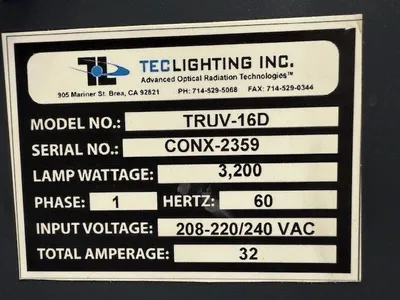 TL TECLIGHTING INC.
Advanced Optical Radiation Technologies™
905 Mariner St. Brea, CA 92821 PH: 714-529-5068 FAX: 714-529-0344
MODEL NO.: TRUV-16D
SERIAL NO.: CONX-2359
LAMP WATTAGE: 3,200
PHASE: 1 HERTZ: 60
INPUT VOLTAGE: 208-220/240 VAC
TOTAL AMPERAGE: 32